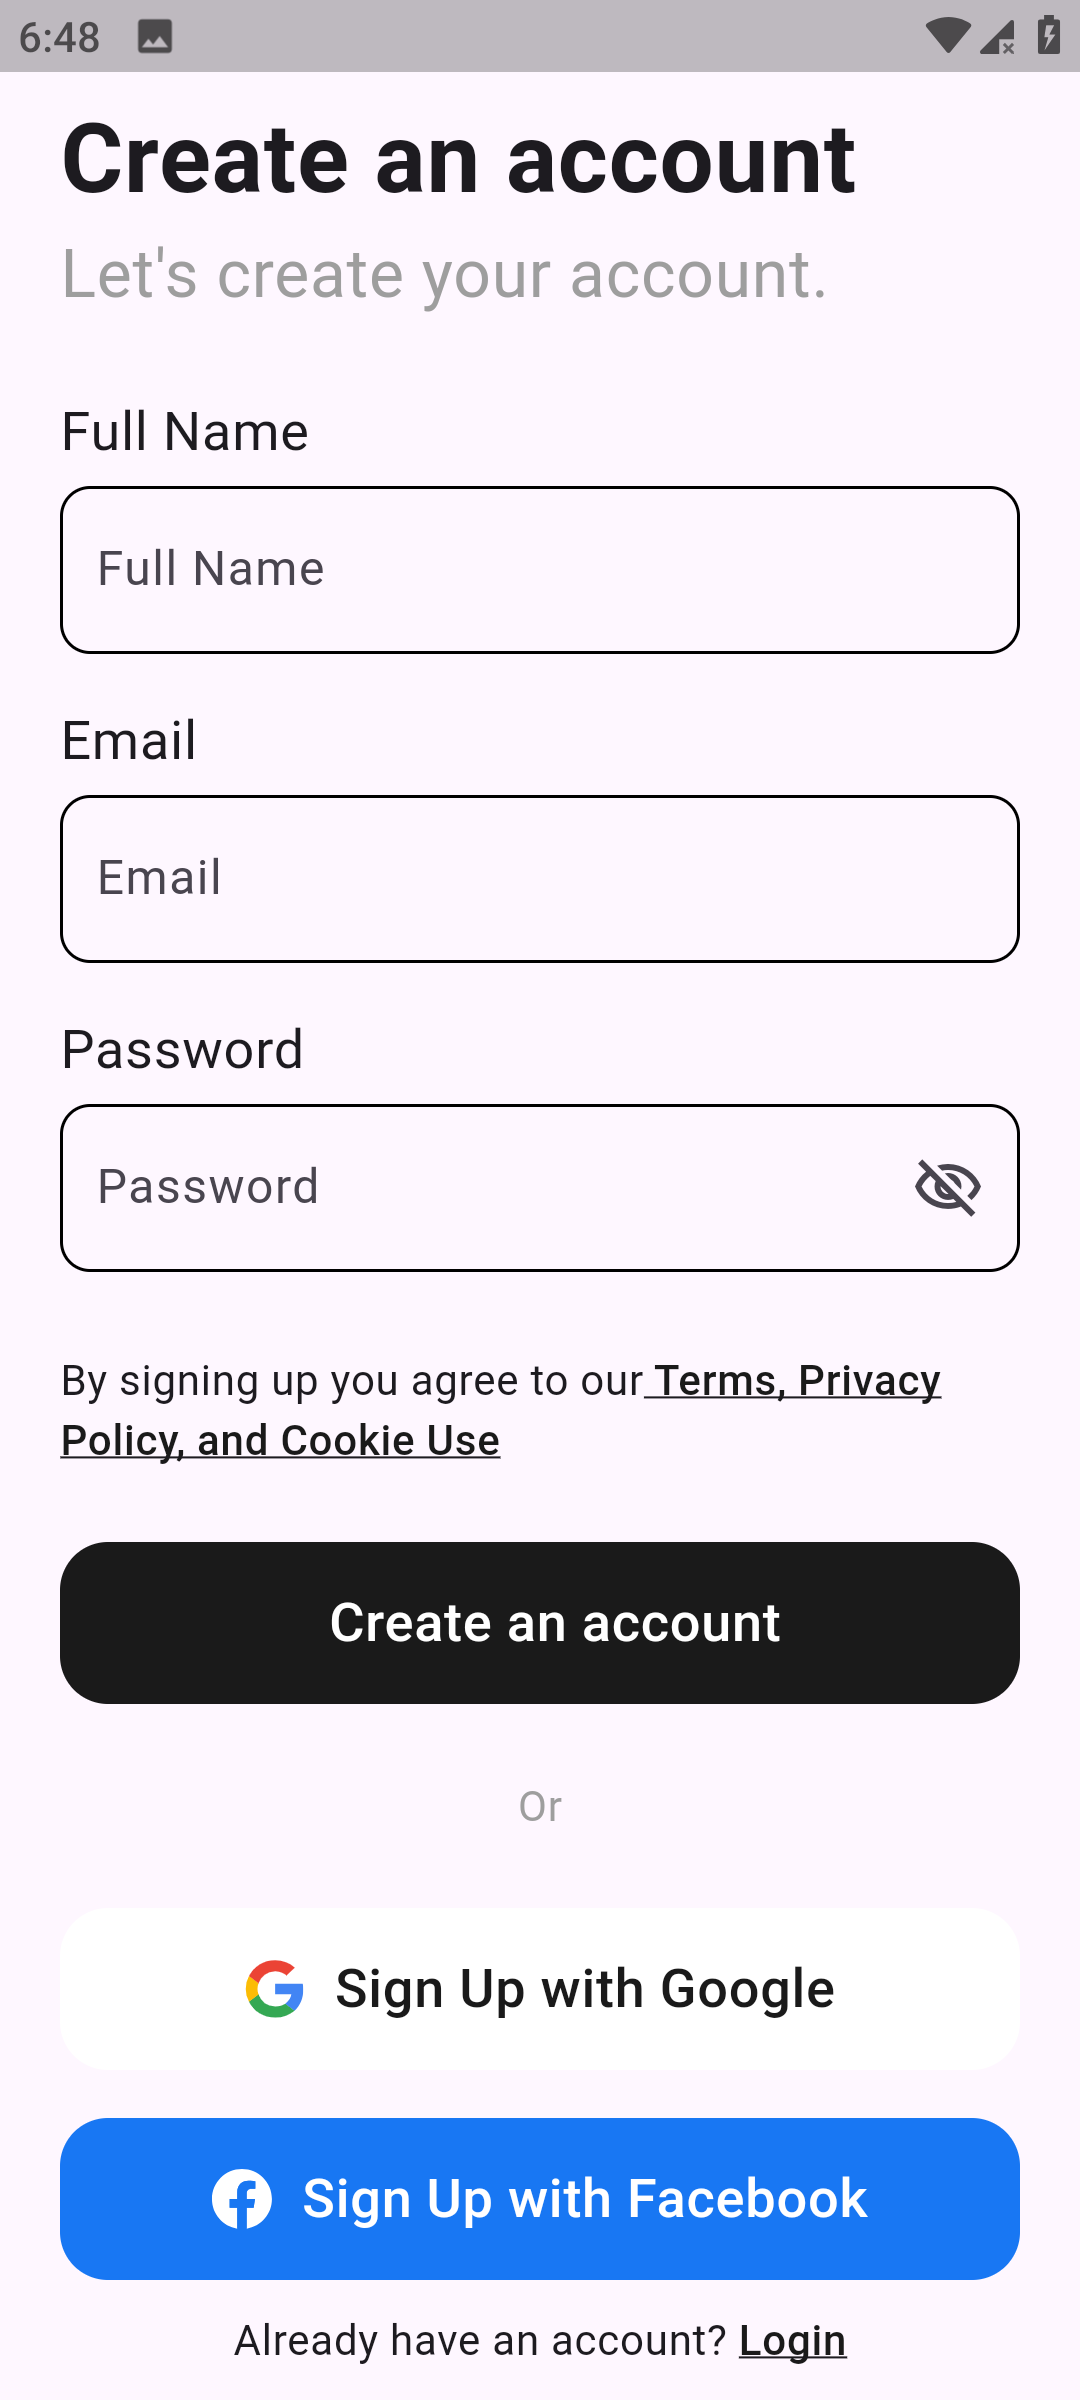 6:48
Create an account
Let's create your account.
Full Name
Full Name
Email
Email
Password
Password
By signing up you agree to our Terms, Privacy
Policy, and Cookie Use
Create an account
Or
Sign Up with Google
Sign Up with Facebook
Already have an account? Login